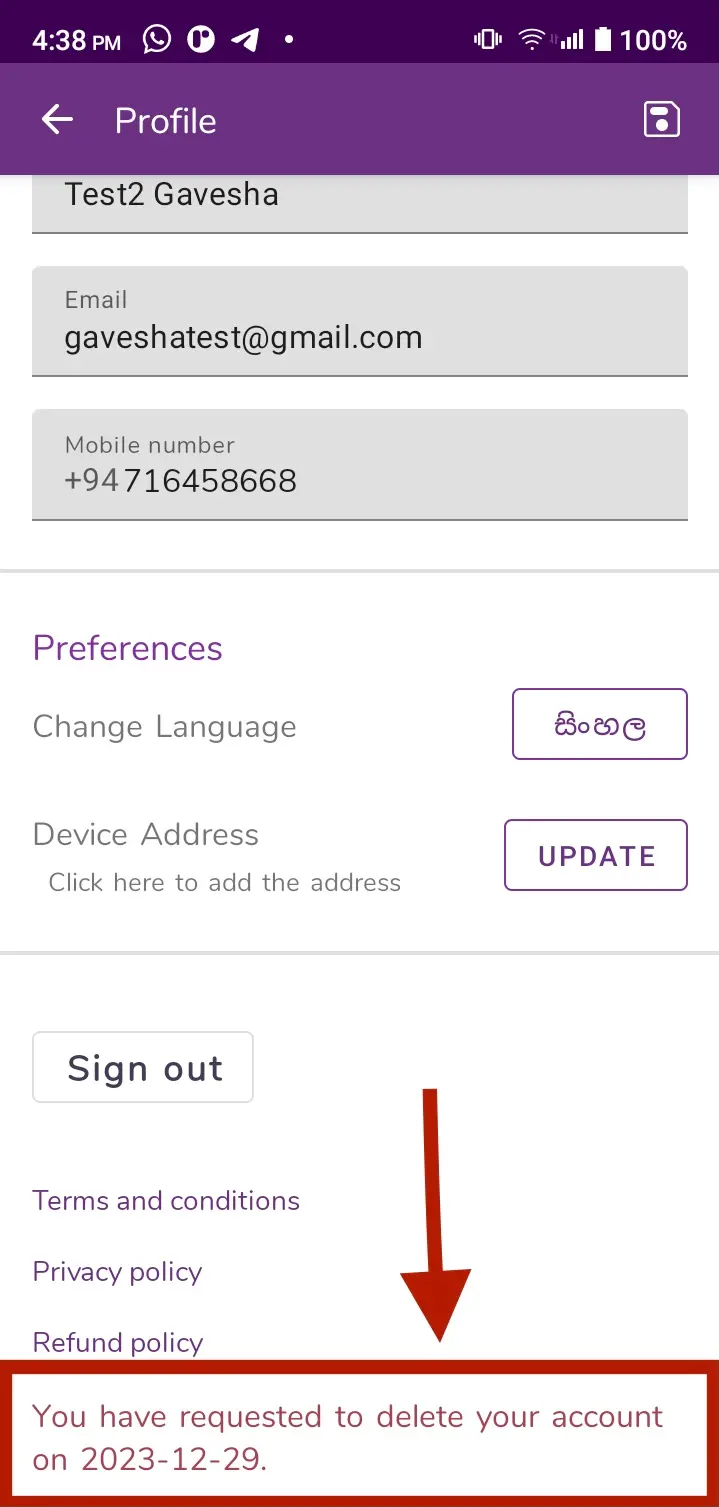 4:38 PM
100%
Profile
Test2 Gavesha
Email
gaveshatest@gmail.com
Mobile number
+94 716458668
Preferences
Change Language
සිංහල
Device Address
UPDATE
Click here to add the address
Sign out
Terms and conditions
Privacy policy
Refund policy
You have requested to delete your account
on 2023-12-29.